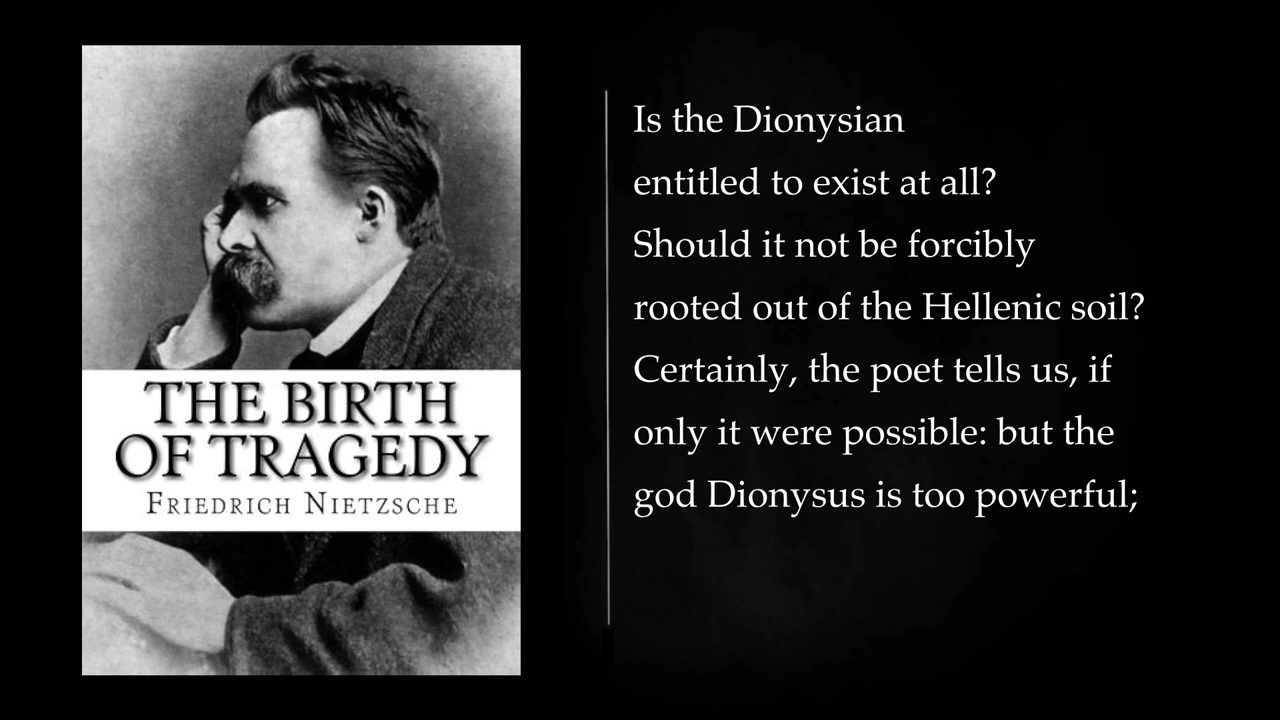 THE BIRTH
OF TRAGEDY
FRIEDRICH NIETZSCHE
Is the Dionysian
entitled to exist at all?
Should it not be forcibly
rooted out of the Hellenic soil?
Certainly, the poet tells us, if
only it were possible: but the
god Dionysus is too powerful;